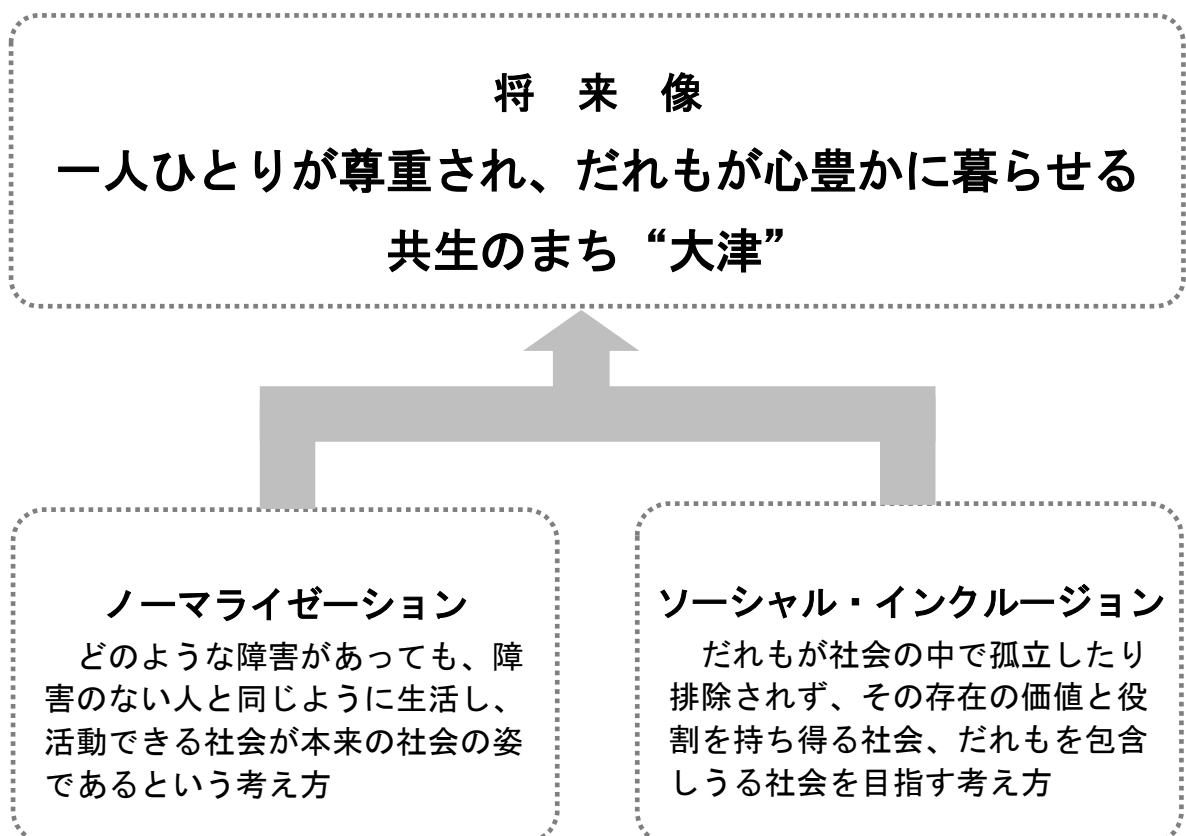 将 来 像
一人ひとりが尊重され、だれもが心豊かに暮らせる
共生のまち“大津”
ノーマライゼーション
どのような障害があっても、障
害のない人と同じように生活し、
活動できる社会が本来の社会の姿
であるという考え方
ソーシャル・インクルージョン
だれもが社会の中で孤立したり
排除されず、その存在の価値と役
割を持ち得る社会、だれもを包含
しうる社会を目指す考え方